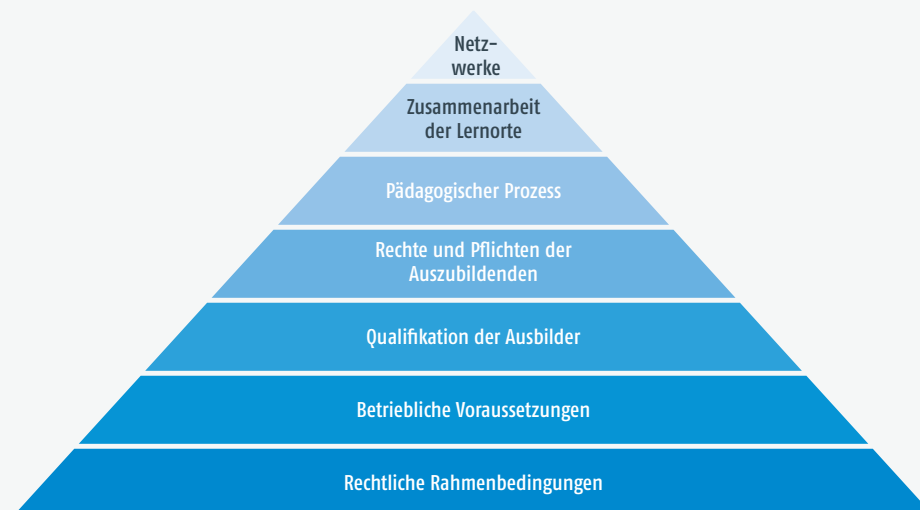 Netz-
werke
Zusammenarbeit
der Lernorte
Pädagogischer Prozess
Rechte und Pflichten der
Auszubildenden
Qualifikation der Ausbilder
Betriebliche Voraussetzungen
Rechtliche Rahmenbedingungen